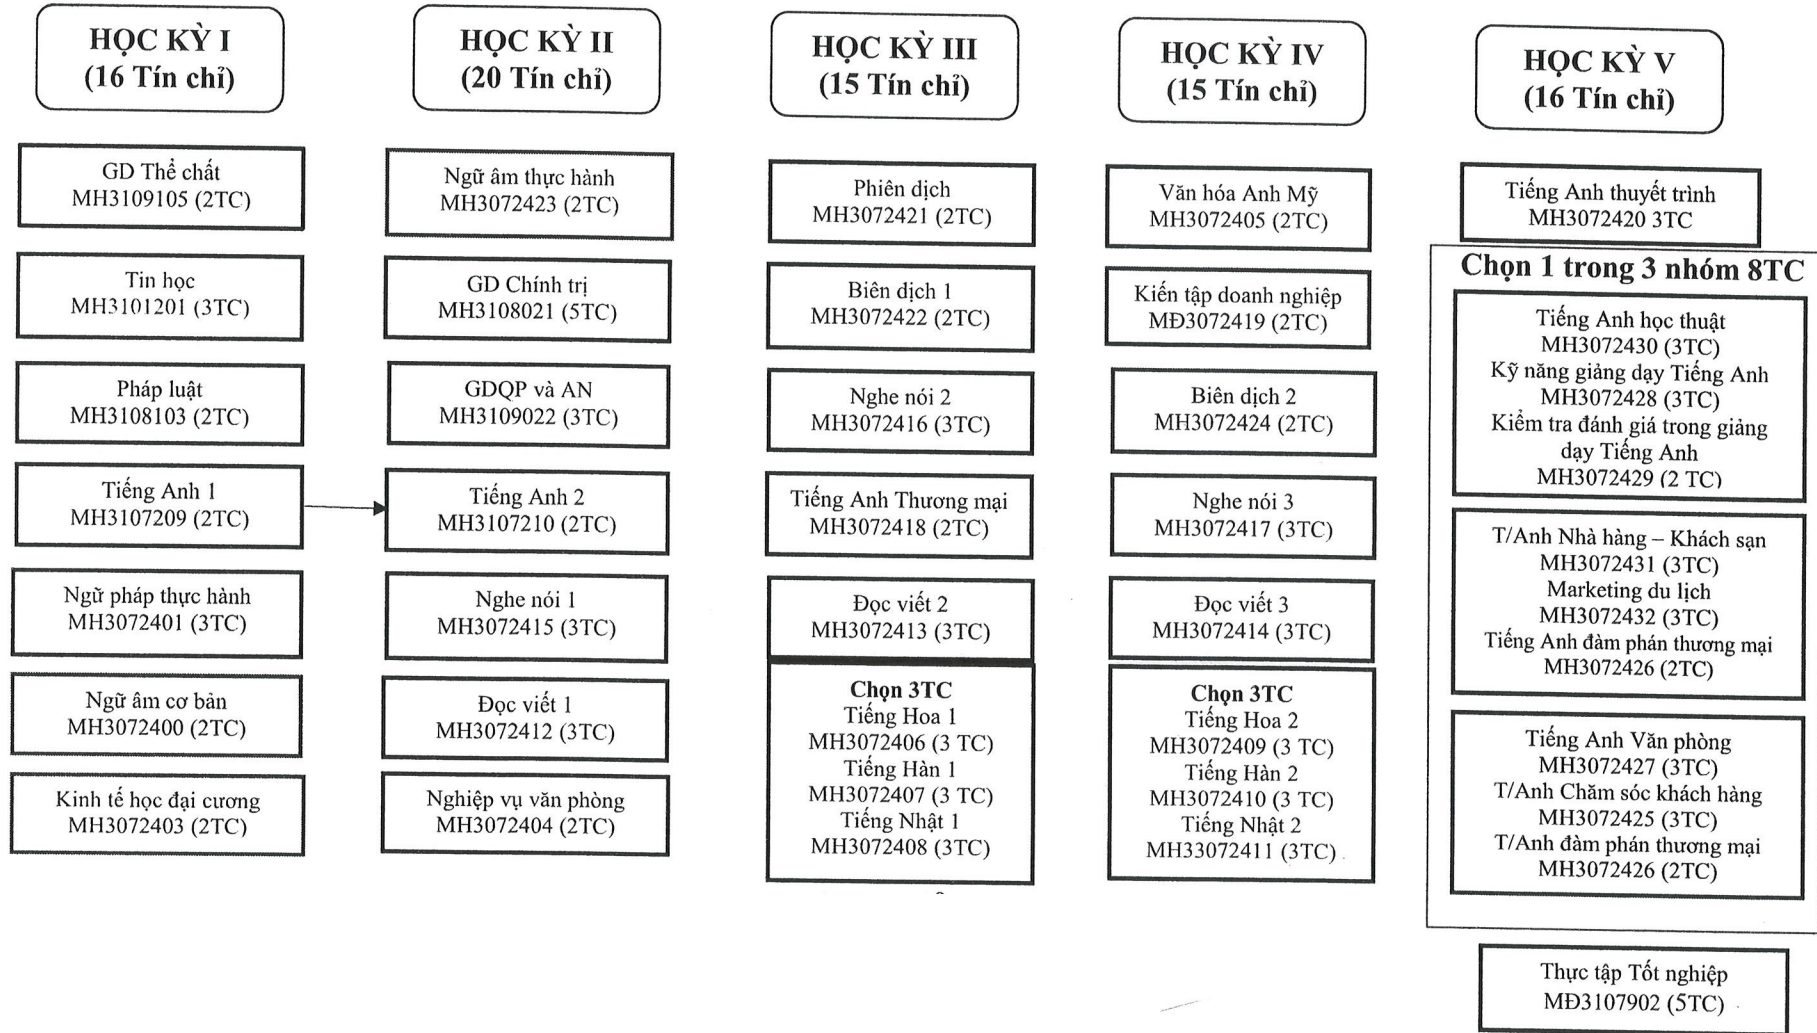 HỌC KỲ I
(16 Tín chỉ)
GD Thể chất
MH3109105 (2TC)
Tin học
MH3101201 (3TC)
Pháp luật
MH3108103 (2TC)
Tiếng Anh 1
MH3107209 (2TC)
Ngữ pháp thực hành
MH3072401 (3TC)
Ngữ âm cơ bản
MH3072400 (2TC)
Kinh tế học đại cương
MH3072403 (2TC)
HỌC KỲ II
(20 Tín chỉ)
Ngữ âm thực hành
MH3072423 (2TC)
GD Chính trị
MH3108021 (5TC)
GDQP và AN
MH3109022 (3TC)
Tiếng Anh 2
MH3107210 (2TC)
Nghe nói 1
MH3072415 (3TC)
Đọc viết 1
MH3072412 (3TC)
Nghiệp vụ văn phòng
MH3072404 (2TC)
HỌC KỲ III
(15 Tín chỉ)
Phiên dịch
MH3072421 (2TC)
Biên dịch 1
MH3072422 (2TC)
Nghe nói 2
MH3072416 (3TC)
Tiếng Anh Thương mại
MH3072418 (2TC)
Đọc viết 2
MH3072413 (3TC)
Chọn 3TC
Tiếng Hoa 1
MH3072406 (3 TC)
Tiếng Hàn 1
MH3072407 (3 TC)
Tiếng Nhật 1
MH3072408 (3TC)
HỌC KỲ IV
(15 Tín chỉ)
Văn hóa Anh Mỹ
MH3072405 (2TC)
Kiến tập doanh nghiệp
MĐ3072419 (2TC)
Biên dịch 2
MH3072424 (2TC)
Nghe nói 3
MH3072417 (3TC)
Đọc viết 3
MH3072414 (3TC)
Chọn 3TC
Tiếng Hoa 2
MH3072409 (3 TC)
Tiếng Hàn 2
MH3072410 (3 TC)
Tiếng Nhật 2
MH33072411 (3TC)
HỌC KỲ V
(16 Tín chỉ)
Tiếng Anh thuyết trình
MH3072420 3TC
Chọn 1 trong 3 nhóm 8TC
Tiếng Anh học thuật
MH3072430 (3TC)
Kỹ năng giảng dạy Tiếng Anh
MH3072428 (3TC)
Kiểm tra đánh giá trong giảng
dạy Tiếng Anh
MH3072429 (2 TC)
T/Anh Nhà hàng – Khách sạn
MH3072431 (3TC)
Marketing du lịch
MH3072432 (3TC)
Tiếng Anh đàm phán thương mại
MH3072426 (2TC)
Tiếng Anh Văn phòng
MH3072427 (3TC)
T/Anh Chăm sóc khách hàng
MH3072425 (3TC)
T/Anh đàm phán thương mại
MH3072426 (2TC)
Thực tập Tốt nghiệp
MĐ3107902 (5TC)